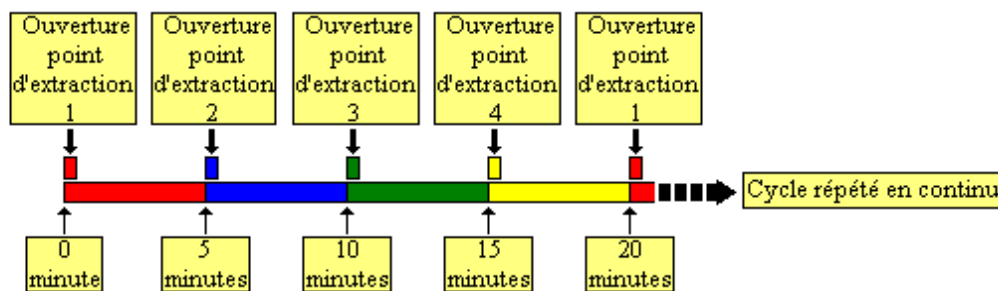 Ouverture
point
d'extraction
1
Ouverture
point
d'extraction
2
Ouverture
point
d'extraction
3
Ouverture
point
d'extraction
4
Ouverture
point
d'extraction
1
Cycle répété en continu
0
minute
5
minutes
10
minutes
15
minutes
20
minutes